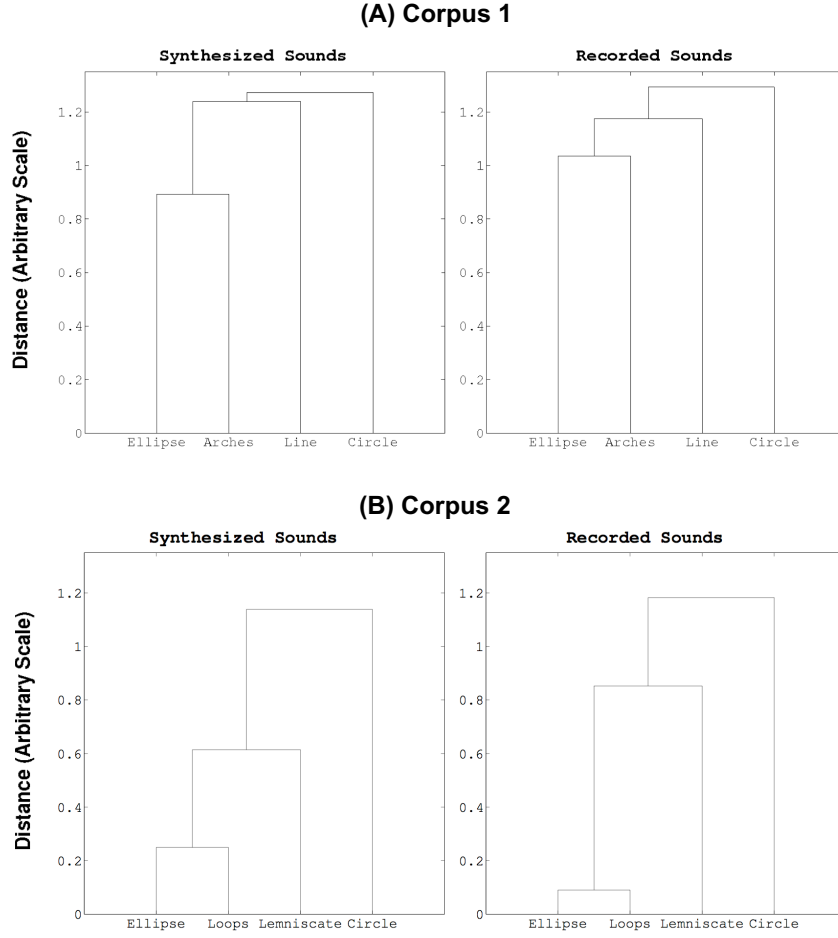 (A) Corpus 1
Synthesized Sounds
Recorded Sounds
Distance (Arbitrary Scale)
1.2
1
0.8
0.6
0.4
0.2
0
Ellipse Arches Line Circle
1.2
1
0.8
0.6
0.4
0.2
0
Ellipse Arches Line Circle
(B) Corpus 2
Synthesized Sounds
Recorded Sounds
Distance (Arbitrary Scale)
1.2
1
0.8
0.6
0.4
0.2
0
Ellipse Loops Lemniscate Circle
1.2
1
0.8
0.6
0.4
0.2
0
Ellipse Loops Lemniscate Circle